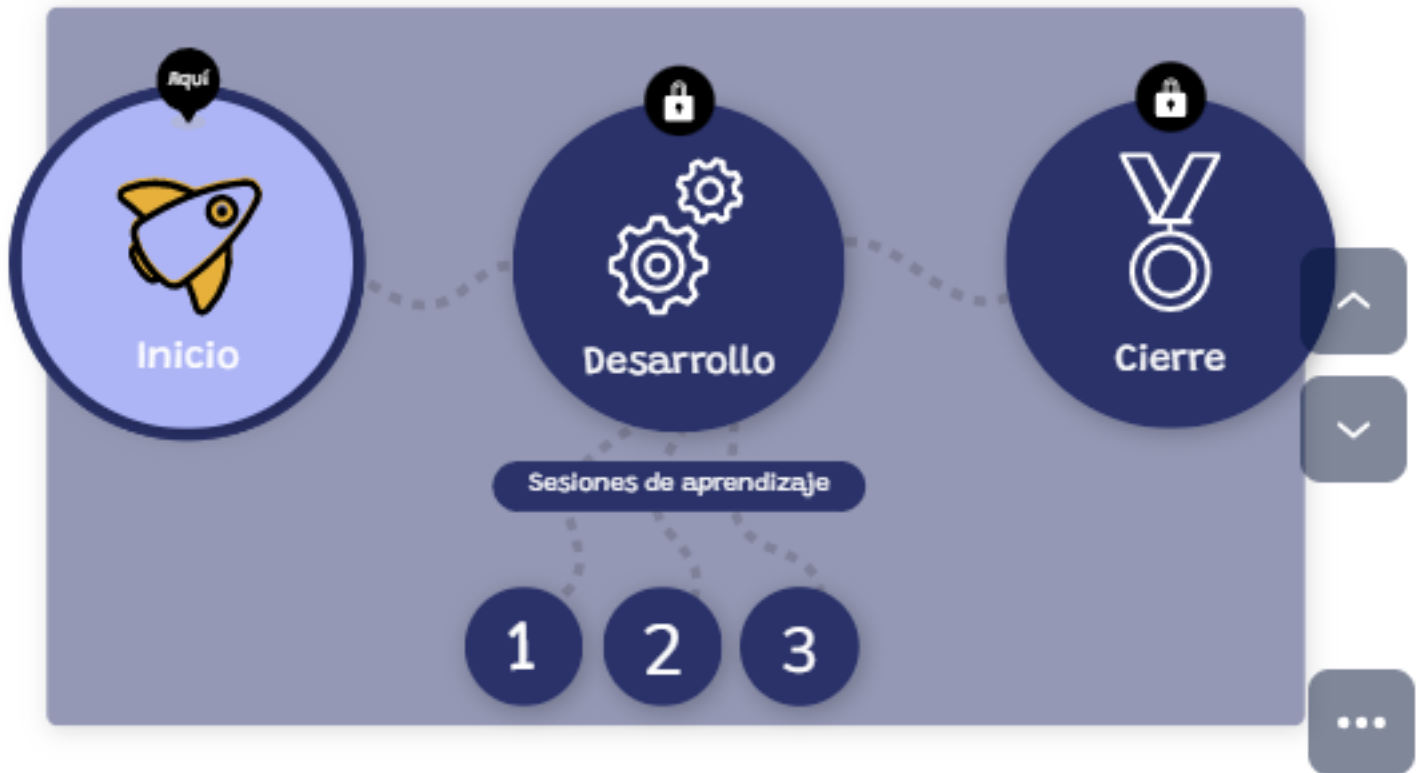 Aquí
Inicio
Desarrollo
Cierre
Sesiones de aprendizaje
1
2
3